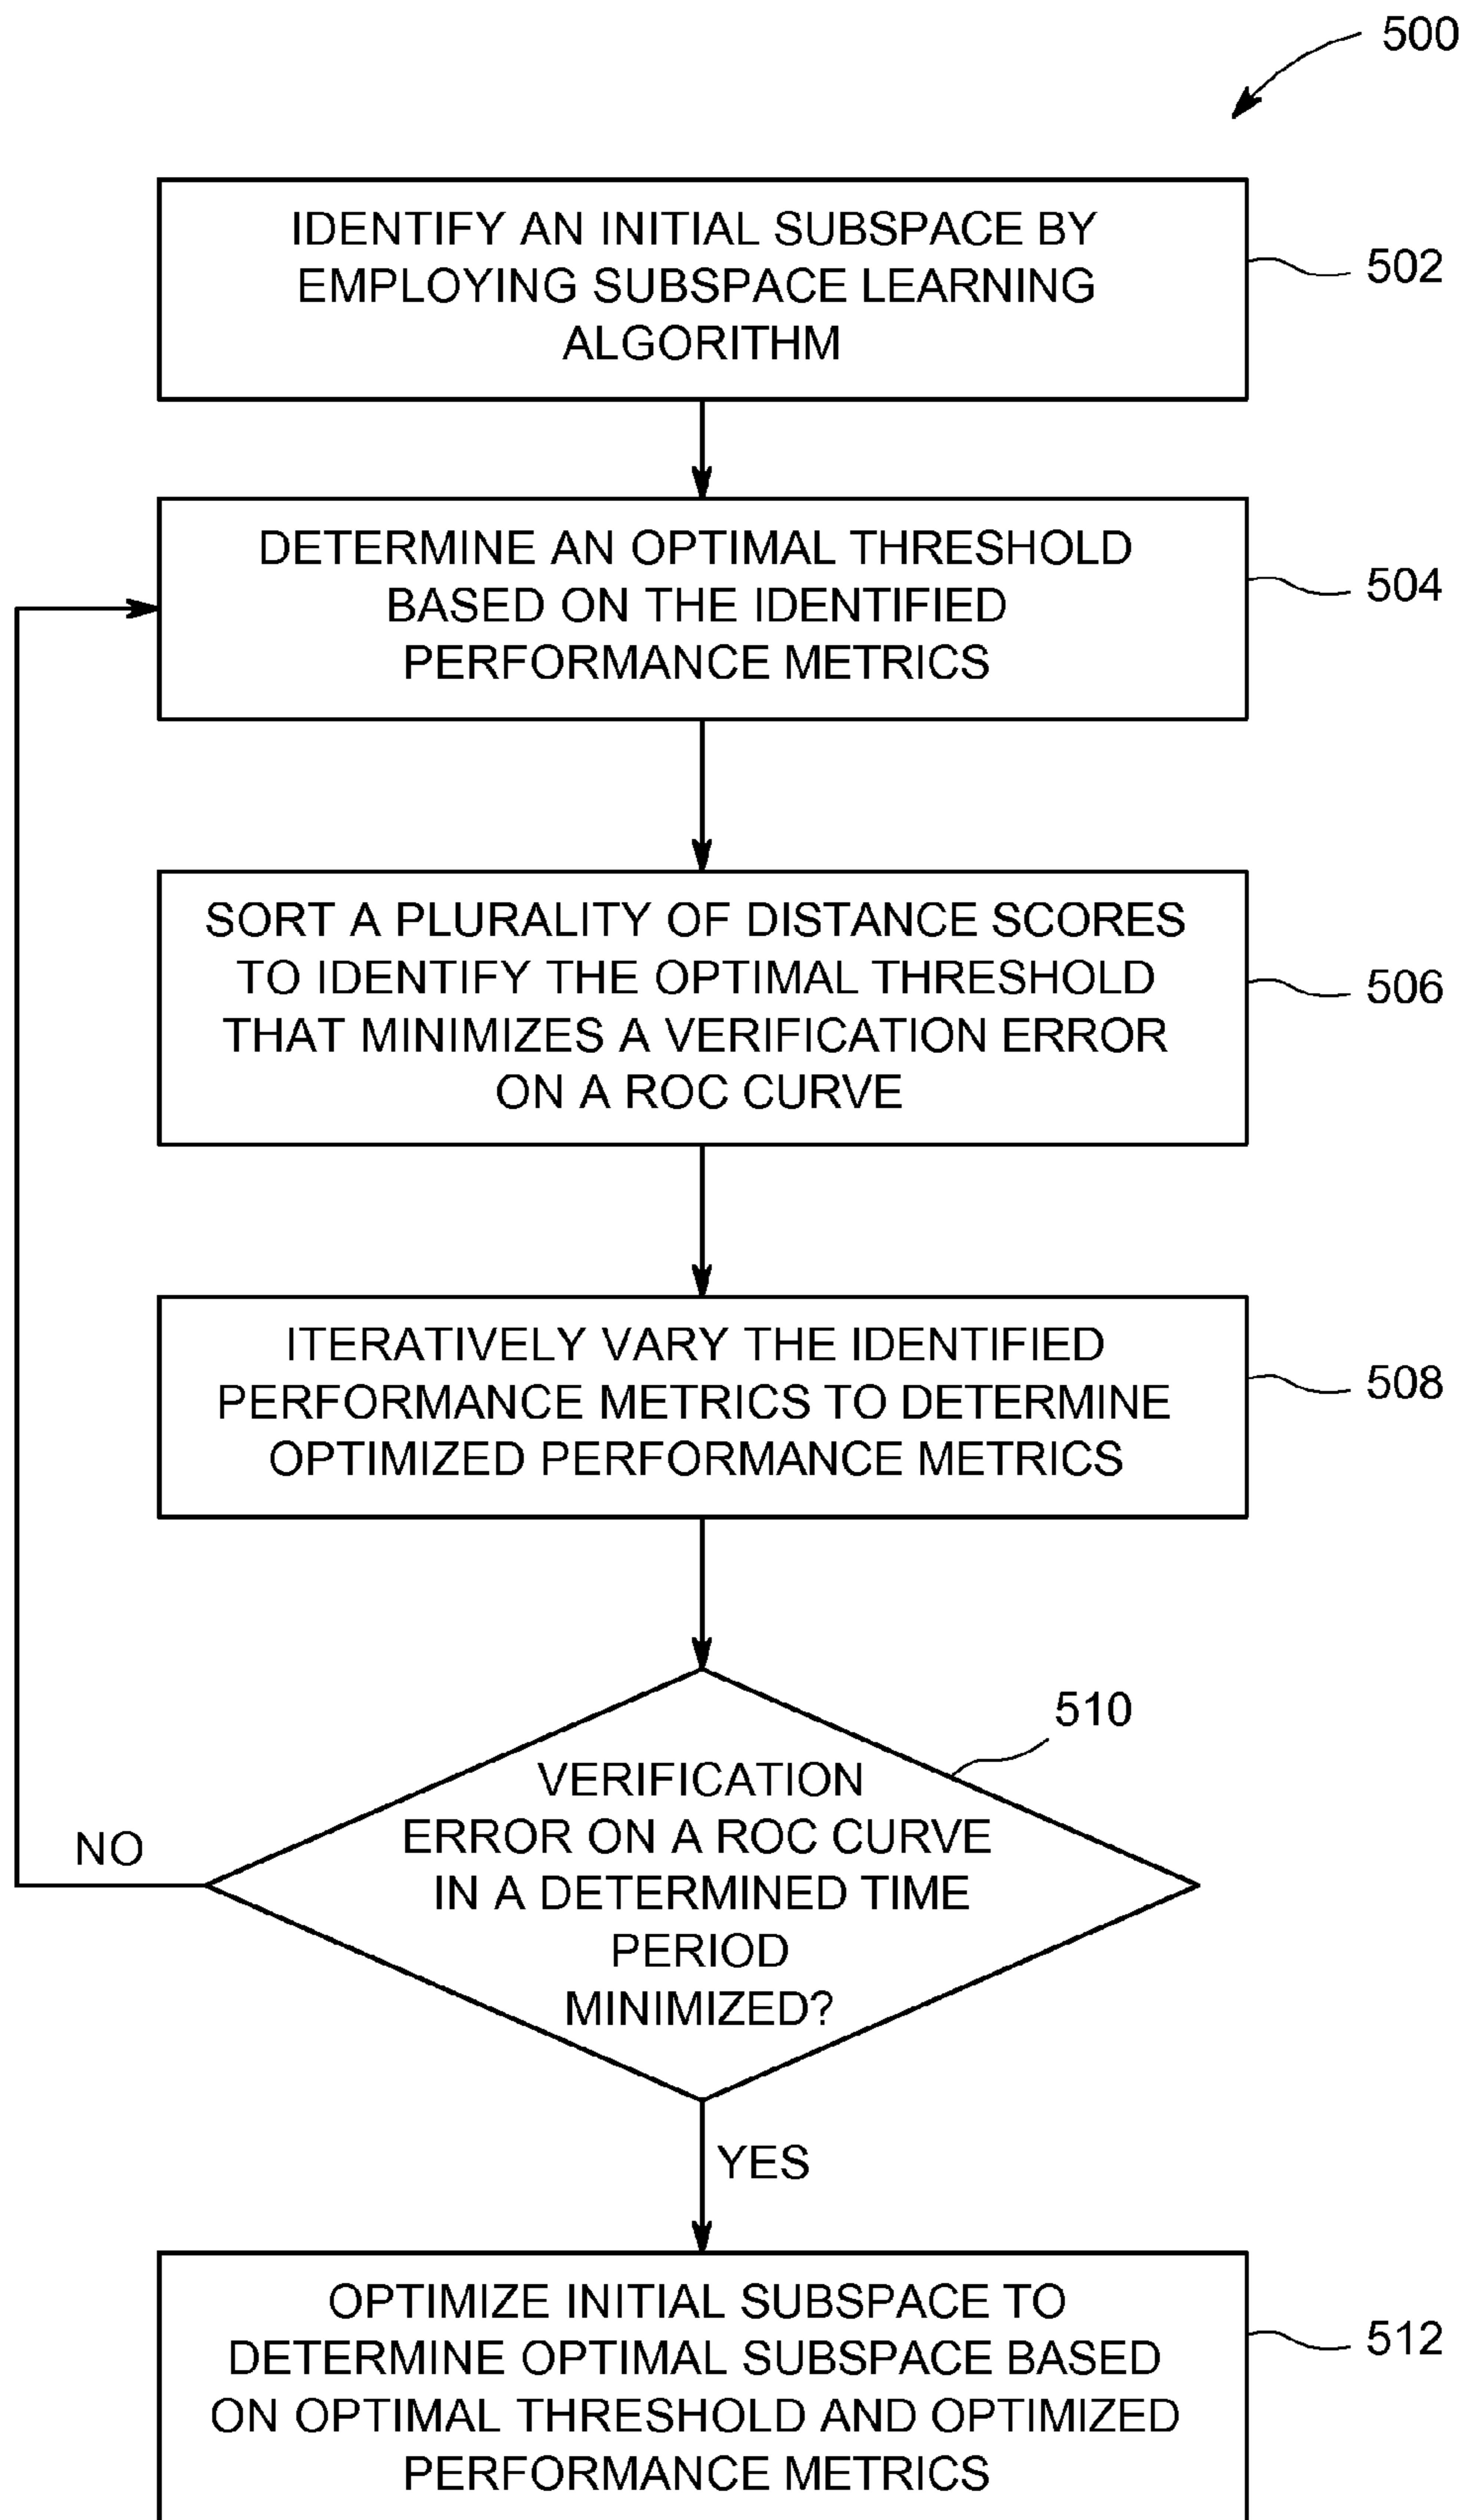 500
IDENTIFY AN INITIAL SUBSPACE BY
EMPLOYING SUBSPACE LEARNING
ALGORITHM
502
DETERMINE AN OPTIMAL THRESHOLD
BASED ON THE IDENTIFIED
PERFORMANCE METRICS
504
SORT A PLURALITY OF DISTANCE SCORES
TO IDENTIFY THE OPTIMAL THRESHOLD
THAT MINIMIZES A VERIFICATION ERROR
ON A ROC CURVE
506
ITERATIVELY VARY THE IDENTIFIED
PERFORMANCE METRICS TO DETERMINE
OPTIMIZED PERFORMANCE METRICS
508
510
VERIFICATION
ERROR ON A ROC CURVE
IN A DETERMINED TIME
PERIOD
MINIMIZED?
NO
YES
OPTIMIZE INITIAL SUBSPACE TO
DETERMINE OPTIMAL SUBSPACE BASED
ON OPTIMAL THRESHOLD AND OPTIMIZED
PERFORMANCE METRICS
512